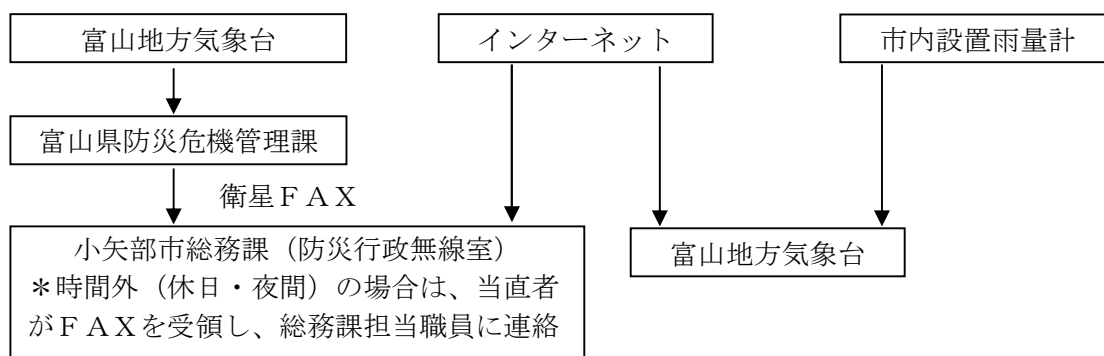 富山地方気象台
インターネット
市内設置雨量計
富山県防災危機管理課
衛星ＦＡＸ
小矢部市総務課（防災行政無線室）
＊時間外（休日・夜間）の場合は、当直者
がＦＡＸを受領し、総務課担当職員に連絡
富山地方気象台